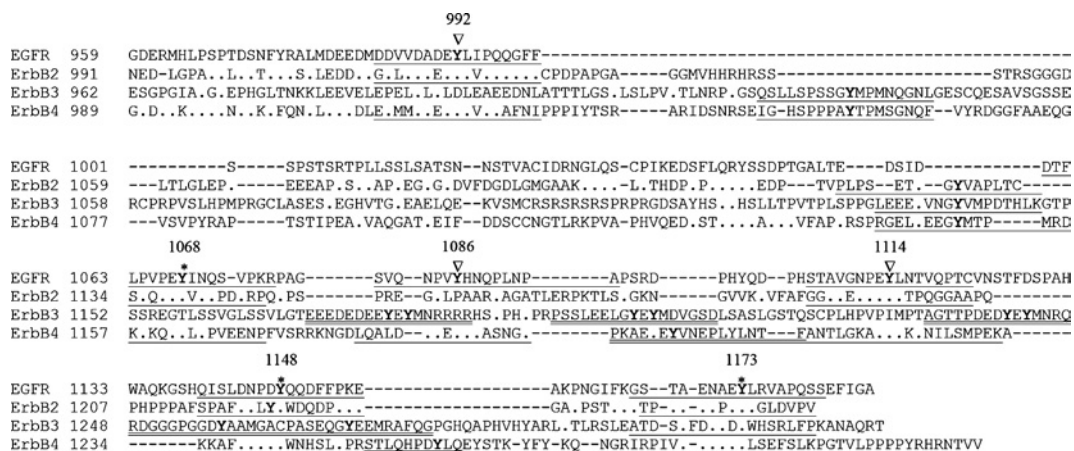 992
EGFR 959 GDERMHLPSPTDSNFYRALMDEEDMDDVVDADEYLIPQQGFF-----------------------------------------------------
ErbB2 991 NED-LGPA..L..T...S.LEDDD.G.L...E...V......CPDPAPGA----GGMVHHRHRSS------------------STRSGGGD
ErbB3 962 ESGPGIA.G.EPHGLTNKKLEEVELEPEL.L.LDLEAEEDNLATTTLGS.LSLPV.TLNRP.GSQSLLSPSSGYMPMNQGNLGESCQESAVSGSSE
ErbB4 989 G.D..K....N..K.FQN.L...DLE.MM..E...V..AFNIPPPIYTSR----ARIDSNRSEIG-HSPPPAYTPMSGNQF--VYRDGGFAAEQG
EGFR 1001 ----------S-----SPSTSRTPLLSSLSATSN--NSTVACIDRNGLQS-CPIKEDSFLQRYSSDPTGALTE---DSID------------DTF
ErbB2 1059 ---LTLGLEP.-----EEEAPS..AP.EG.G.DVFDGDLGMGAAK....L.THDP..P....EDP---TVPLPS--ET..GYVAPLTC----
ErbB3 1058 RCPRPVSLHPMPRGCLASES.EGHVTG.EAELQE.KVSMCRSRSRSRSPRPRGDSAYHS.HSLLTPVTPLSPPGLEEE.VNGYVMPDTHLKGTP
ErbB4 1077 ---VSVPYRAP-----TSTIPEA.VAQGAT.EIF--DDSCCNGTLRKPVA-PHVQED.ST...A...VFAP.RSPRGELEEGYMTP----MRD
1068 1086 1114
EGFR 1063 LPVPEYINQS-VPKRPAG-------SVQ--NPVYHNQPLNP---------APSRD---PHYQD-PHSTAVGNPEYLNTVQPTCVNSTFDSPAH
ErbB2 1134 S.Q...V..PD.RPQ.PS-------PRE--G.LPAARAGATLERPKTLS.GKN-----GVVK.VFAFGG..E.....TPQGGAAPQ-------
ErbB3 1152 SSREGTLSSVGLSSVLGTEEEDEDEEYEYMNRRRRHS.PH.PRPSSLEELGYEYMDVGSDLSASLGSTQSCPLHPVPIMPTAGTTPDEDYEYMNRQ
ErbB4 1157 K.KQ..L.PVEENPFVSRRKNGDLQALD--.E...ASNG------PKAE.EYVNEPLYLNT---FANTLGKA...K.NILSMPEKA----
1148 1173
EGFR 1133 WAQKGSHQISLDNPDYQQDFFPKE--------------AKPNGIFKGS--TA-ENAEYLRVAPQSSEFIGA
ErbB2 1207 PHPPPAFSPAF..LY.WDQDP...--------------GA.PST..TP--.-P...GLDVPV
ErbB3 1248 RDGGGPGGDYAAMGACPASEQGYEEMRAFQGPGHQAPHVHYARL.TLRSLEATD-S.FD.D.WHSRLFPKANAQRT
ErbB4 1234 -------KKAF.....WNHSL.PRSTLQHPDYLQEYSTK-YFY-KQ--NGRIRPIV-.....LSEFSLKPGTVLPPPPYRHRNTVV